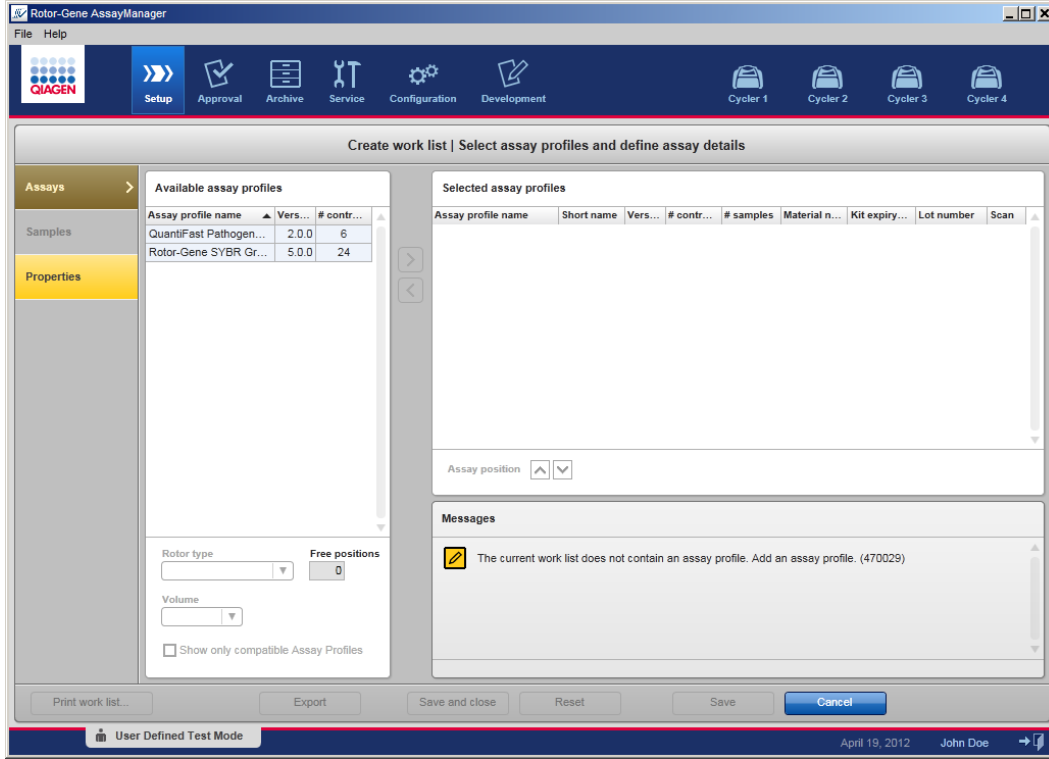 Rotor-Gene AssayManager
File Help
QIAGEN
Setup Approval Archive Service Configuration Development Cycler 1 Cycler 2 Cycler 3 Cycler 4
Create work list | Select assay profiles and define assay details
Assays
Samples
Properties
Available assay profiles
Assay profile name Vers... # contr...
QuantiFast Pathogen... 2.0.0 6
Rotor-Gene SYBR Gr... 5.0.0 24
Rotor type Free positions
0
Volume
Show only compatible Assay Profiles
Selected assay profiles
Assay profile name Short name Vers... # contr... # samples Material n... Kit expiry... Lot number Scan
Assay position
Messages
The current work list does not contain an assay profile. Add an assay profile. (470029)
Print work list... Export Save and close Reset Save Cancel
User Defined Test Mode
April 19, 2012 John Doe